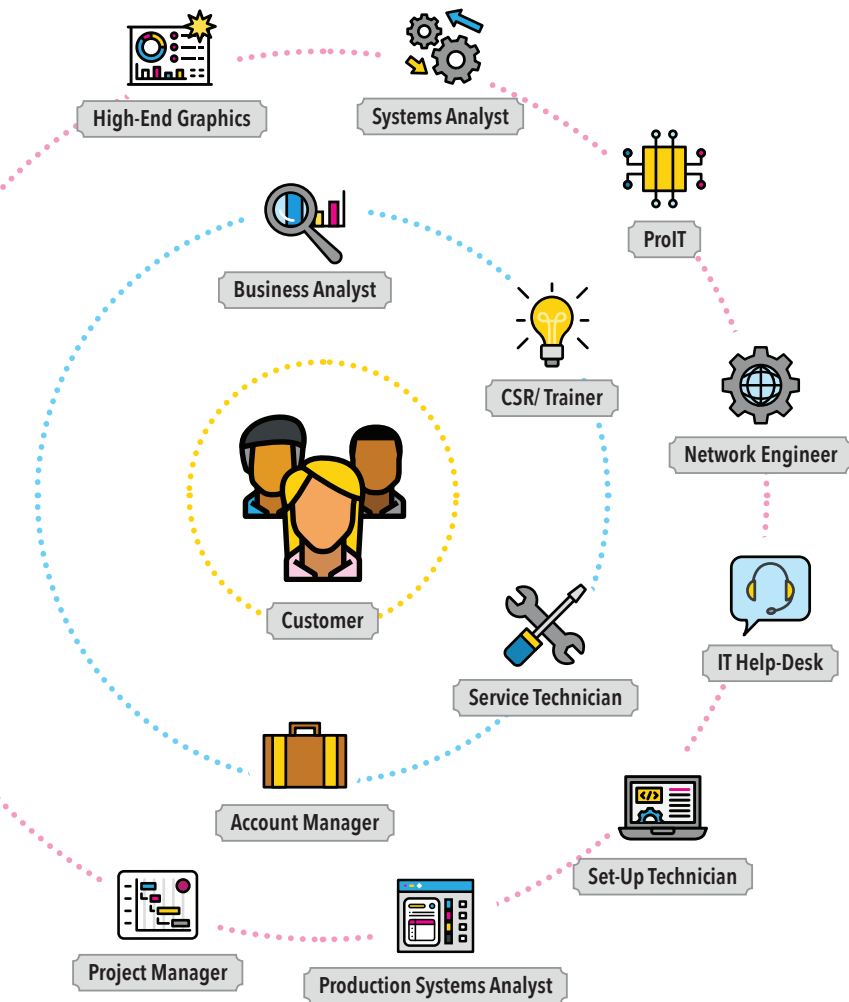 High-End Graphics
Systems Analyst
ProIT
Business Analyst
CSR/ Trainer
Network Engineer
Customer
IT Help-Desk
Service Technician
Account Manager
</>
Set-Up Technician
Project Manager
Production Systems Analyst